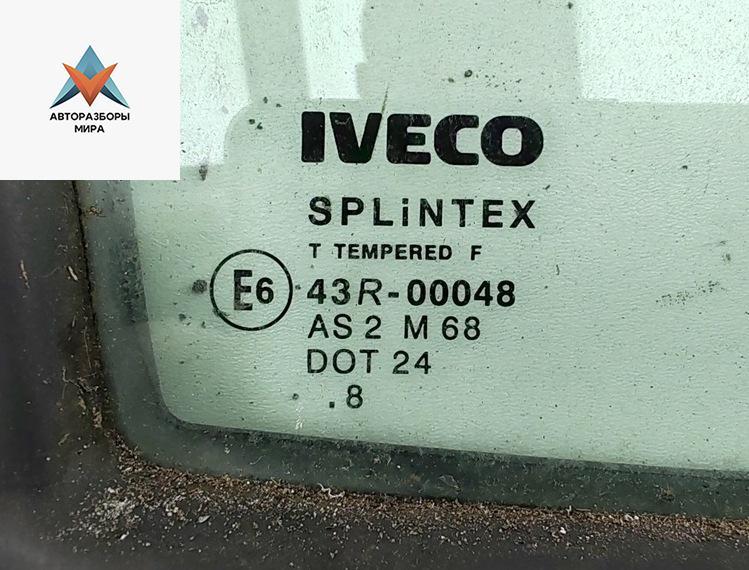 АВТОРАЗБОРЫ
МИРА
IVECO
SPLiNTEX
T TEMPERED F
E6 43R-00048
AS 2 M 68
DOT 24
.8